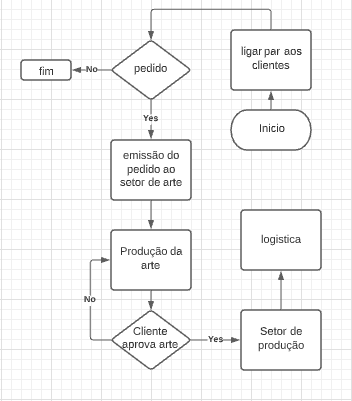 ligar par aos
clientes
pedido
No
fim
Inicio
Yes
emissão do
pedido ao
setor de arte
Produção da
arte
No
Cliente
aprova arte
Yes
Setor de
produção
logistica